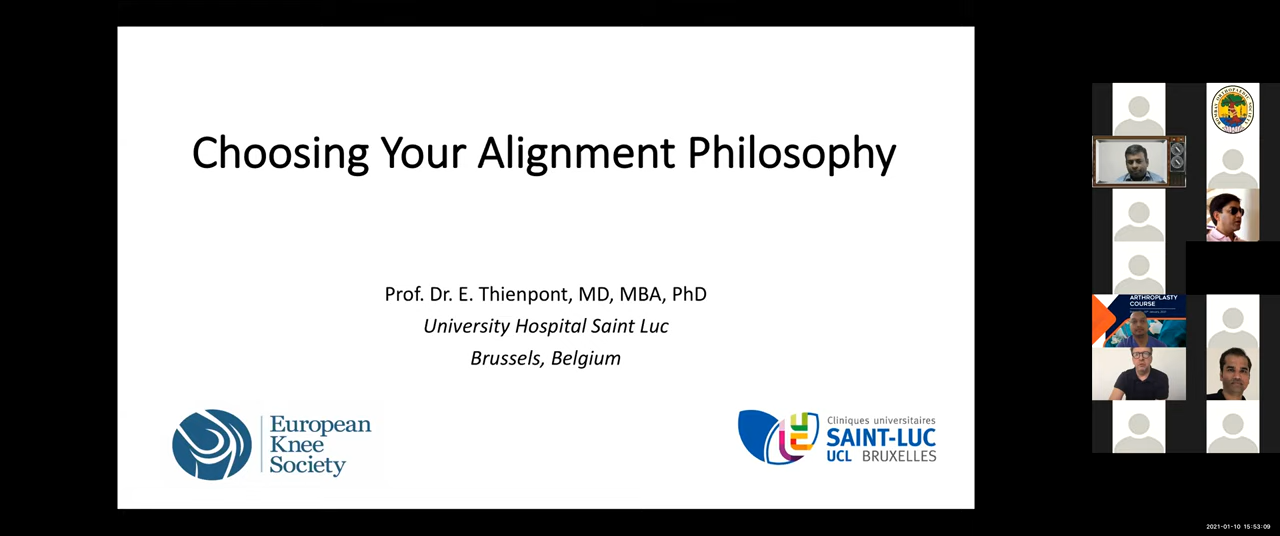 Choosing Your Alignment Philosophy
Prof. Dr. E. Thienpont, MD, MBA, PhD
University Hospital Saint Luc
Brussels, Belgium
European
Knee
Society
Cliniques universitaires
SAINT-LUC
UCL BRUXELLES
ARTHROPLASTY
COURSE
2021-01-10 15:53:09